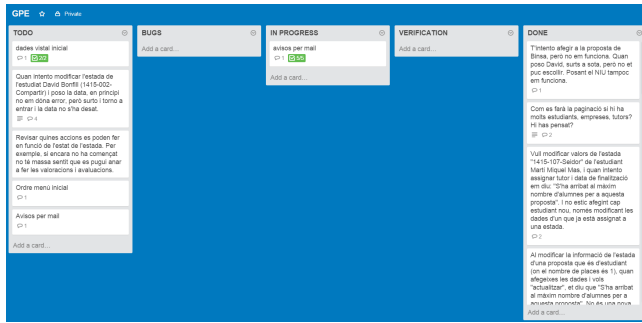 GPE ☆ Private
TODO
dades vistal inicial
1 2/2
Quan intento modificar l'estada de
l'estudiat David Bonfill (1415-002-
Compartir) i poso la data, en principi
no em dóna error, però surto i torno a
entrar i la data no s'ha desat.
4
Revisar quines accions es poden fer
en funció de l'estat de l'estada. Per
exemple, si encara no ha començat
no té massa sentit que es pugui anar
a fer les valoracions i avaluacions.
Ordre menú inicial
1
Avisos per mail
1
Add a card...
BUGS
Add a card...
IN PROGRESS
avisos per mail
1 5/5
Add a card...
VERIFICATION
Add a card...
DONE
T'intento afegir a la proposta de
Binsa, però no em funciona. Quan
poso David, surts a sota, però no et
puc escollir. Posant el NIU tampoc
em funciona.
1
Com es farà la paginació si hi ha
molts estudiants, empreses, tutors?
Hi has pensat?
2
Vull modificar valors de l'estada
"1415-107-Seidor" de l'estudiant
Martí Miquel Mas, i quan intento
assignar tutor i data de finalització
em diu: "S'ha arribat al màxim
nombre d'alumnes per a aquesta
proposta". I no estic afegint cap
estudiant nou, només modificant les
dades d'un que ja està assignat a
una estada.
2
Al modificar la informació de l'estada
d'una proposta que és d'estudiant
(on el nombre de places és 1), quan
afegeixes les dades i vols
"actualitzar", et diu que "S'ha arribat
al màxim nombre d'alumnes per a
aquesta proposta". No és una nova
Add a card...